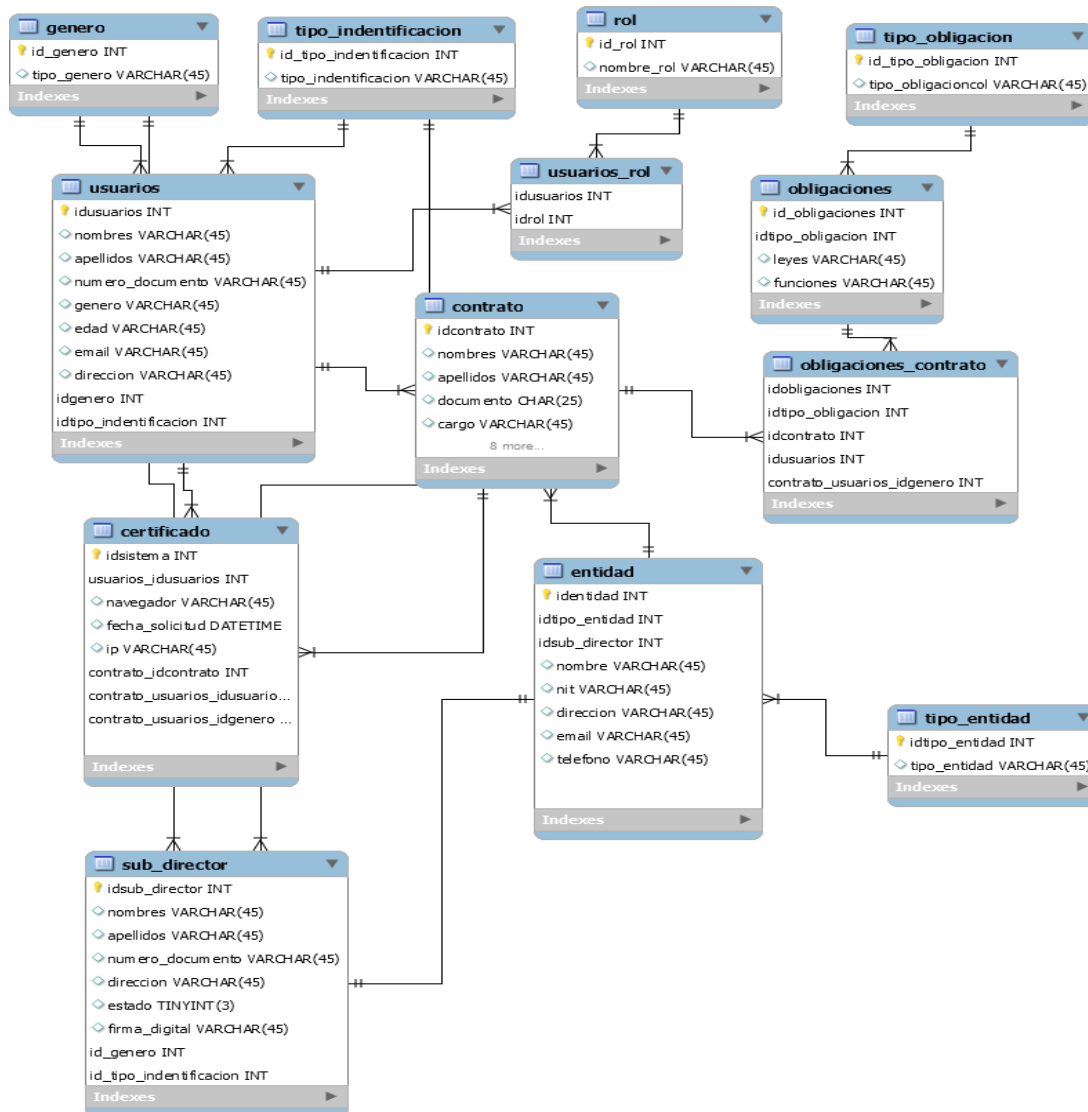 genero
id_genero INT
tipo_genero VARCHAR(45)
Indexes
tipo_indentificacion
id_tipo_indentificacion INT
tipo_indentificacion VARCHAR(45)
Indexes
rol
id_rol INT
nombre_rol VARCHAR(45)
Indexes
tipo_obligacion
id_tipo_obligacion INT
tipo_obligacioncol VARCHAR(45)
Indexes
usuarios
idusuarios INT
nombres VARCHAR(45)
apellidos VARCHAR(45)
numero_documento VARCHAR(45)
genero VARCHAR(45)
edad VARCHAR(45)
email VARCHAR(45)
direccion VARCHAR(45)
idgenero INT
idtipo_indentificacion INT
Indexes
usuarios_rol
idusuarios INT
idrol INT
Indexes
obligaciones
id_obligaciones INT
idtipo_obligacion INT
leyes VARCHAR(45)
funciones VARCHAR(45)
Indexes
contrato
idcontrato INT
nombres VARCHAR(45)
apellidos VARCHAR(45)
documento CHAR(25)
cargo VARCHAR(45)
8 more...
Indexes
obligaciones_contrato
idobligaciones INT
idtipo_obligacion INT
idcontrato INT
idusuarios INT
contrato_usuarios_idgenero INT
Indexes
certificado
idsistema INT
usuarios_idusuarios INT
navegador VARCHAR(45)
fecha_solicitud DATETIME
ip VARCHAR(45)
contrato_idcontrato INT
contrato_usuarios_idusuario...
contrato_usuarios_idgenero ...
Indexes
entidad
identidad INT
idtipo_entidad INT
idsub_director INT
nombre VARCHAR(45)
nit VARCHAR(45)
direccion VARCHAR(45)
email VARCHAR(45)
telefono VARCHAR(45)
Indexes
tipo_entidad
idtipo_entidad INT
tipo_entidad VARCHAR(45)
Indexes
sub_director
idsub_director INT
nombres VARCHAR(45)
apellidos VARCHAR(45)
numero_documento VARCHAR(45)
direccion VARCHAR(45)
estado TINYINT(3)
firma_digital VARCHAR(45)
id_genero INT
id_tipo_indentificacion INT
Indexes